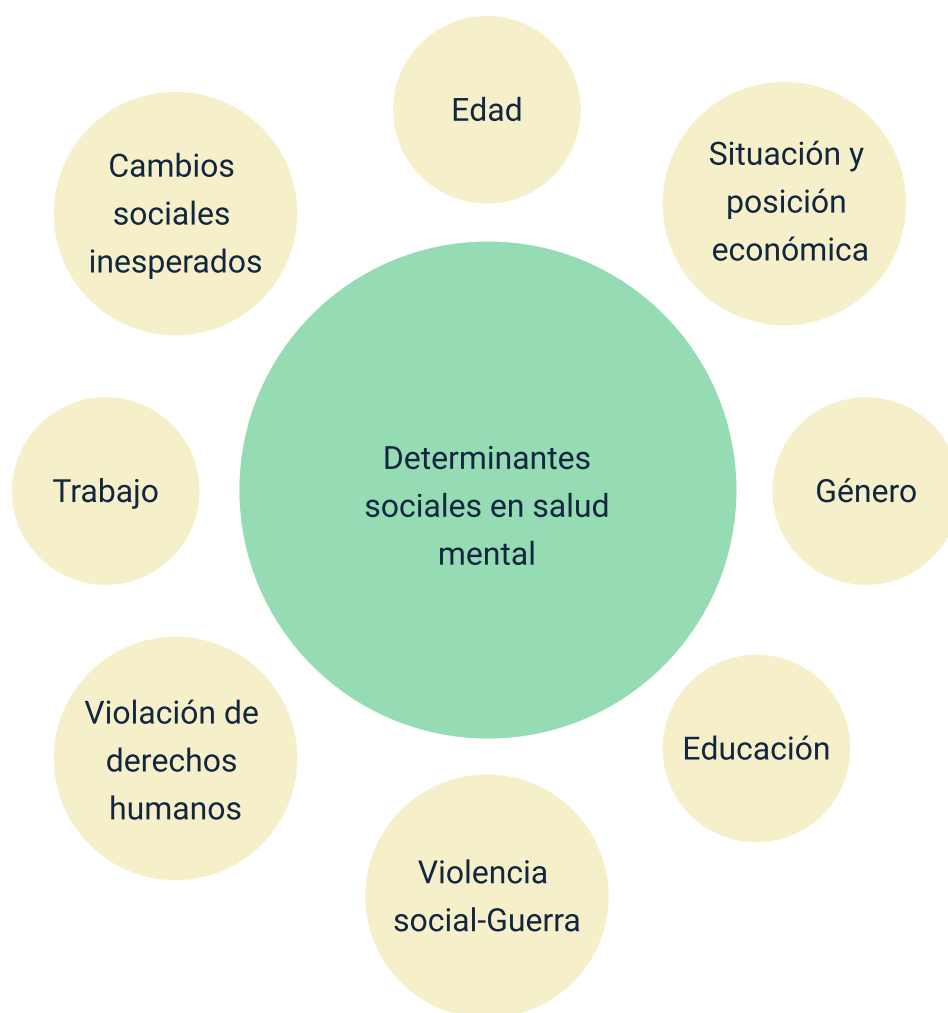 Edad
Situación y
posición
económica
Género
Educación
Violencia
social-Guerra
Violación de
derechos
humanos
Trabajo
Cambios
sociales
inesperados
Determinantes
sociales en salud
mental